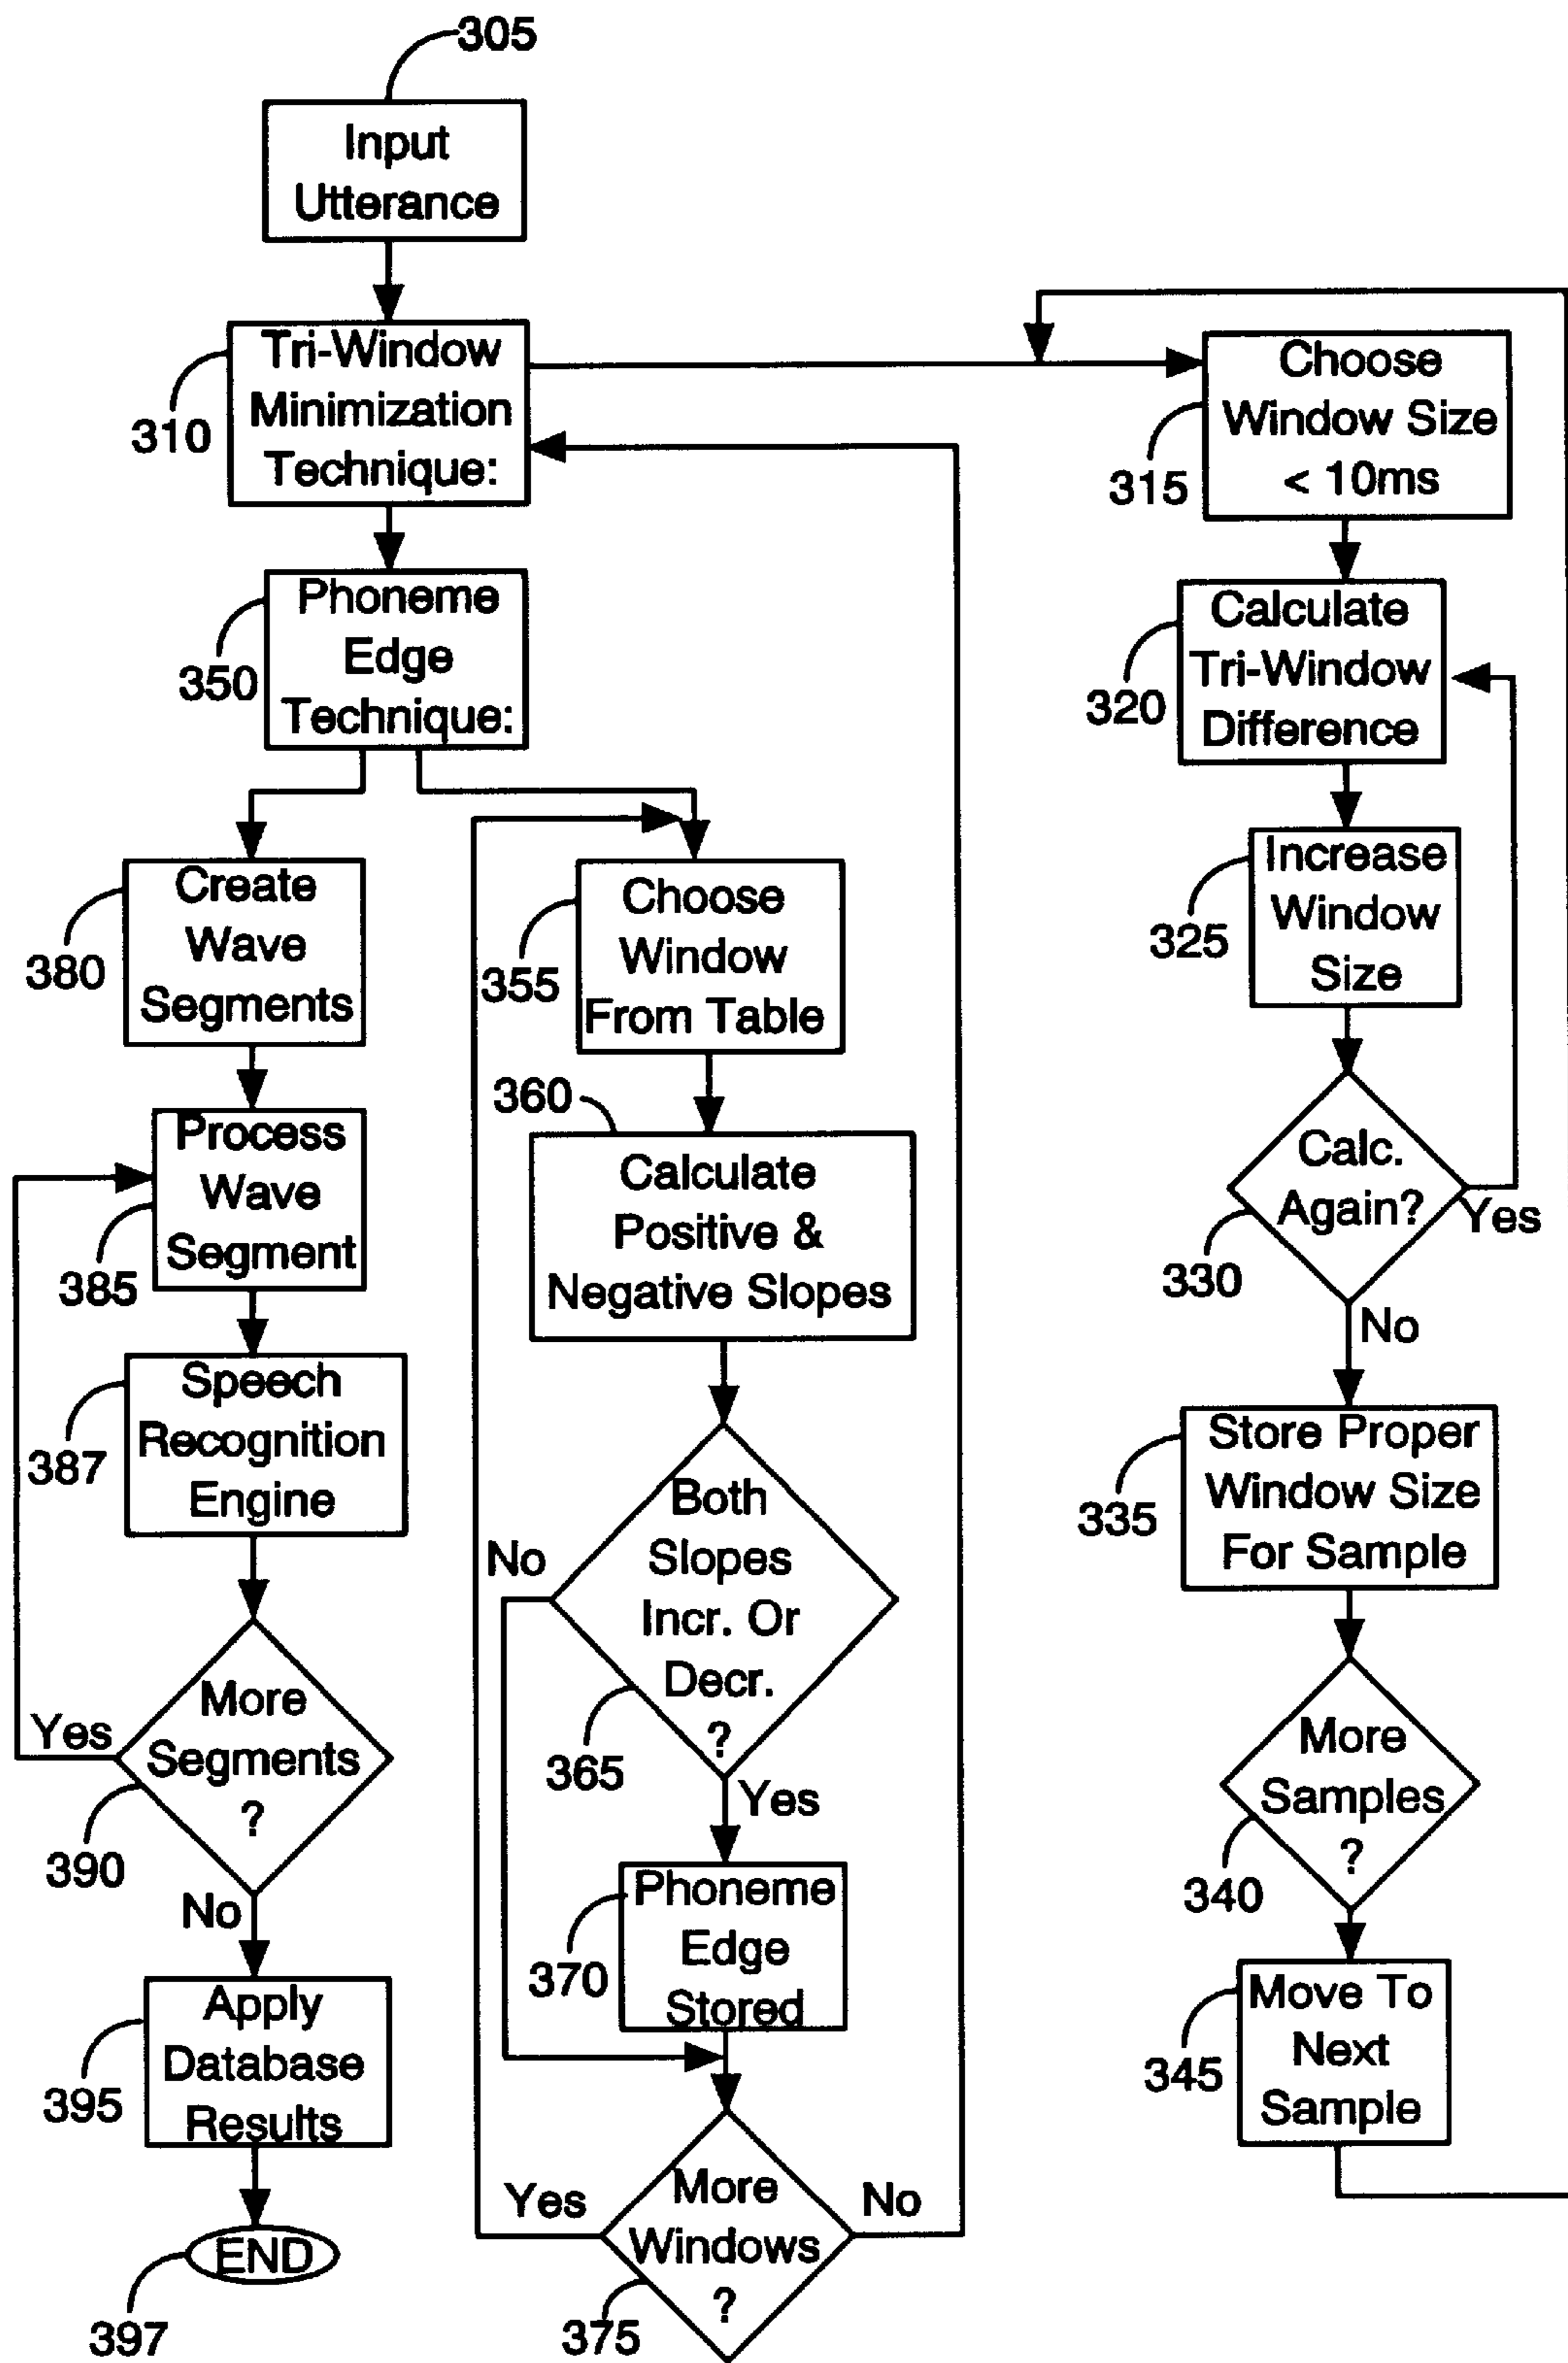 305
Input
Utterance
310
Tri-Window
Minimization
Technique:
350
Phoneme
Edge
Technique:
380
Create
Wave
Segments
385
Process
Wave
Segment
387
Speech
Recognition
Engine
390
More
Segments
?
Yes
No
395
Apply
Database
Results
397
END
355
Choose
Window
From Table
360
Calculate
Positive &
Negative Slopes
365
Both
Slopes
Incr. Or
Decr.
?
No
Yes
370
Phoneme
Edge
Stored
375
More
Windows
?
Yes
No
315
Choose
Window Size
< 10ms
320
Calculate
Tri-Window
Difference
325
Increase
Window
Size
330
Calc.
Again?
Yes
No
335
Store Proper
Window Size
For Sample
340
More
Samples
?
345
Move To
Next
Sample